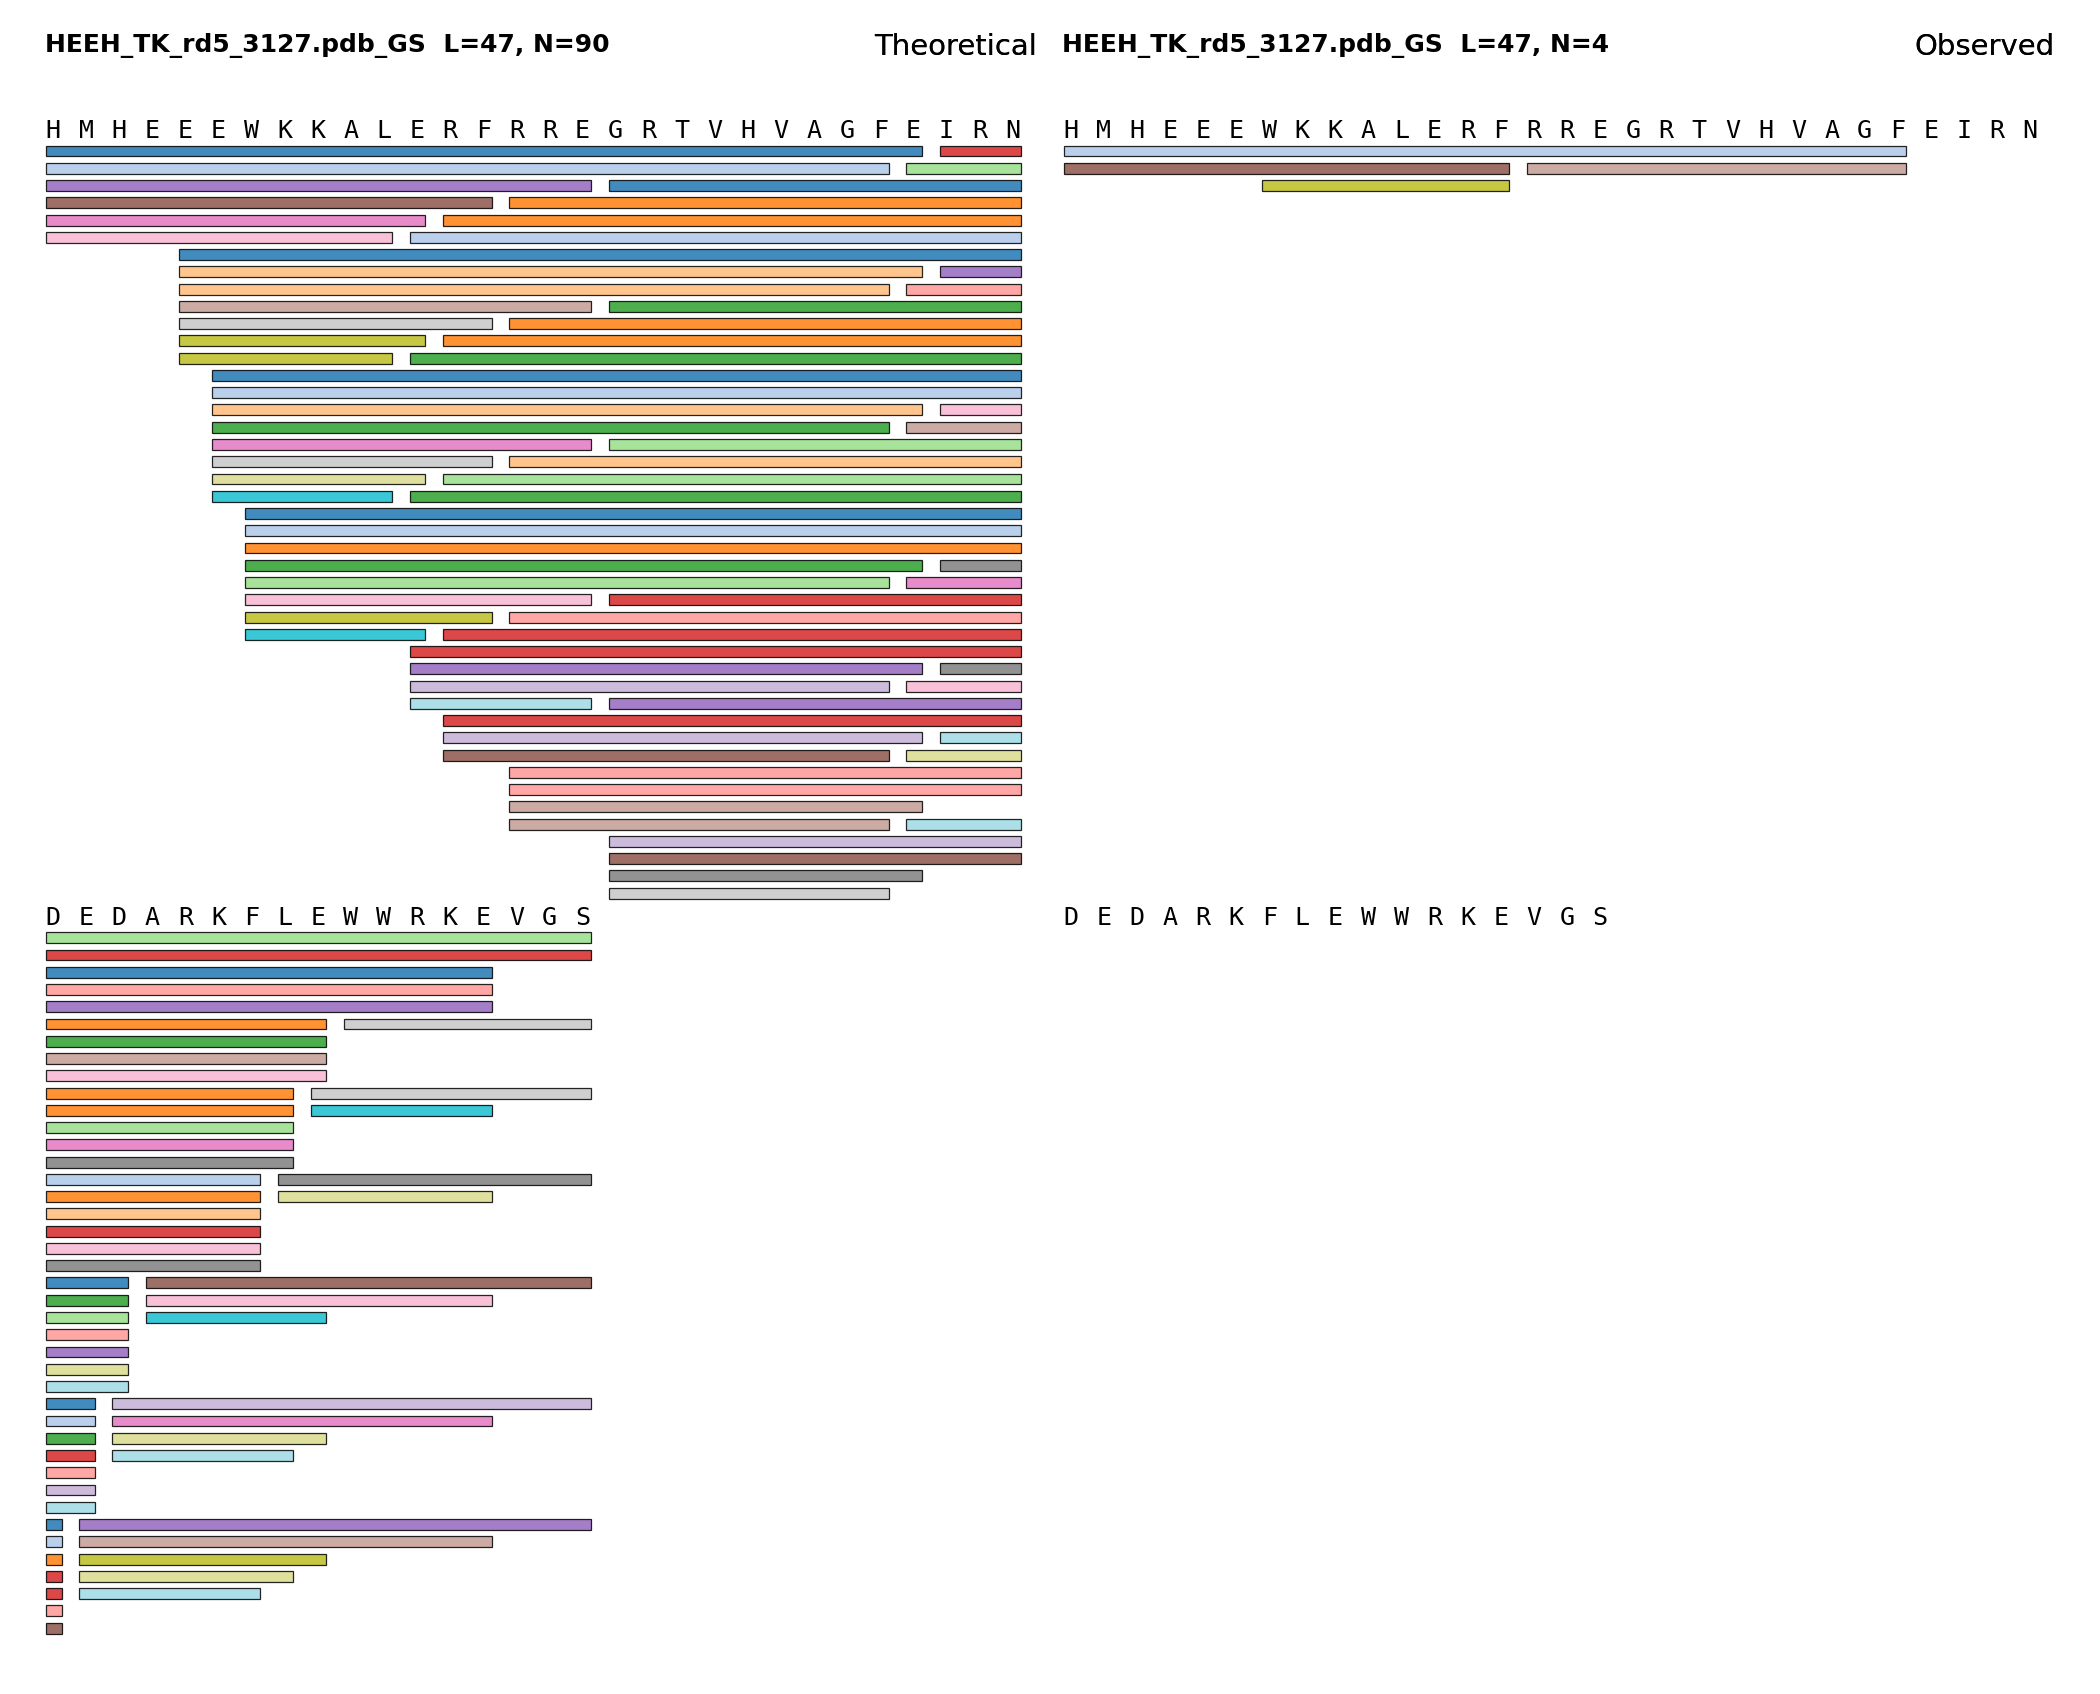 HEEH_TK_rd5_3127.pdb_GS  L=47, N=90
Theoretical
H M H E E E W K K A L E R F R R E G R T V H V A G F E I R N
D E D A R K F L E W W R K E V G S
HEEH_TK_rd5_3127.pdb_GS  L=47, N=4
Observed
H M H E E E W K K A L E R F R R E G R T V H V A G F E I R N
D E D A R K F L E W W R K E V G S